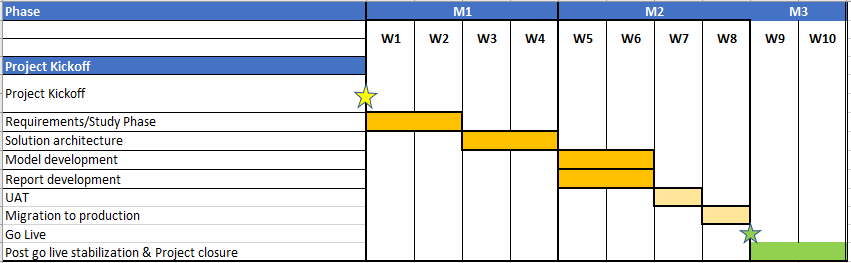 Phase M1 M2 M3
W1 W2 W3 W4 W5 W6 W7 W8 W9 W10
Project Kickoff
Project Kickoff
Requirements/Study Phase
Solution architecture
Model development
Report development
UAT
Migration to production
Go Live
Post go live stabilization & Project closure